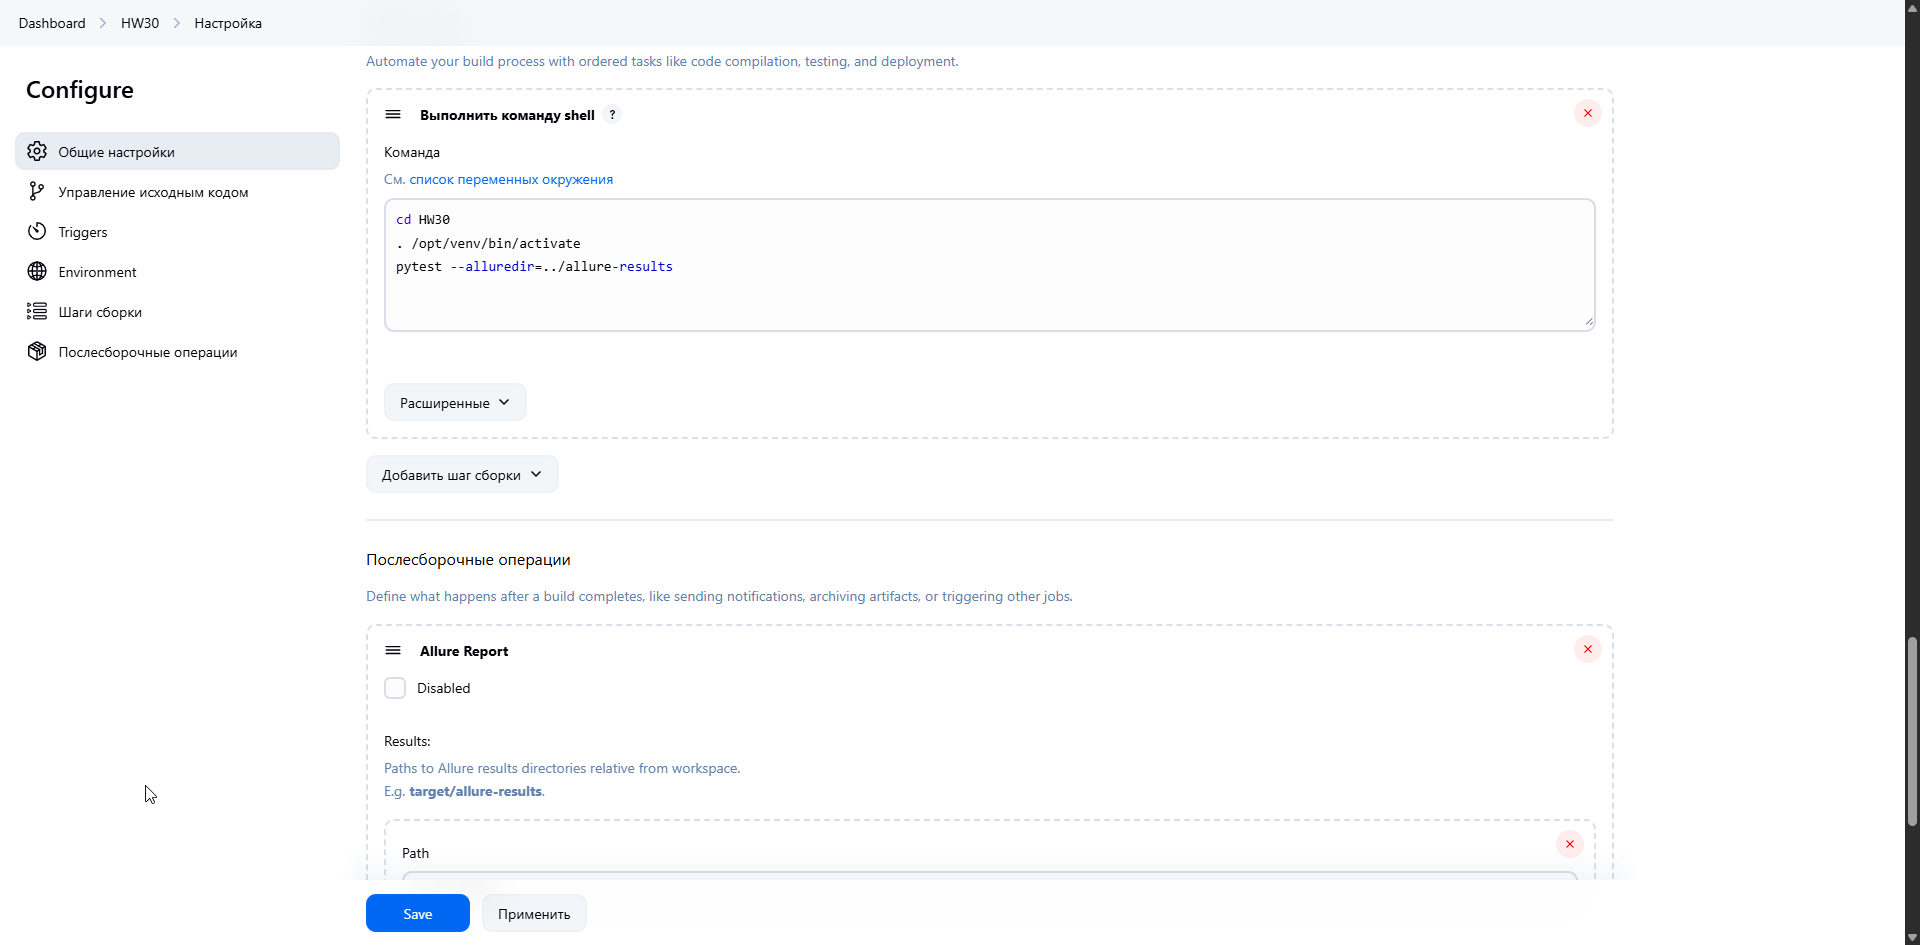 Dashboard
HW30
Настройка
Configure
Общие настройки
Управление исходным кодом
Triggers
Environment
Шаги сборки
Послесборочные операции
Automate your build process with ordered tasks like code compilation, testing, and deployment.
Выполнить команду shell ?
Команда
См. список переменных окружения
cd HW30
. /opt/venv/bin/activate
pytest --alluredir=../allure-results
Расширенные
Добавить шаг сборки
Послесборочные операции
Define what happens after a build completes, like sending notifications, archiving artifacts, or triggering other jobs.
Allure Report
Disabled
Results:
Paths to Allure results directories relative from workspace.
E.g. target/allure-results.
Path
Save
Применить